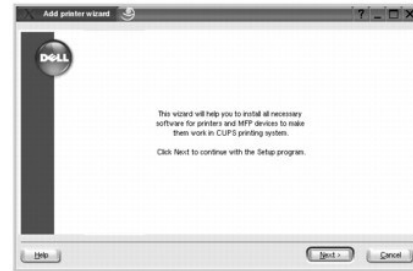 Add printer wizard
DELL
This wizard will help you to install all necessary
software for printers and MFP devices to make
them work in CUPS printing system.
Click Next to continue with the Setup program.
Help
Next >
Cancel